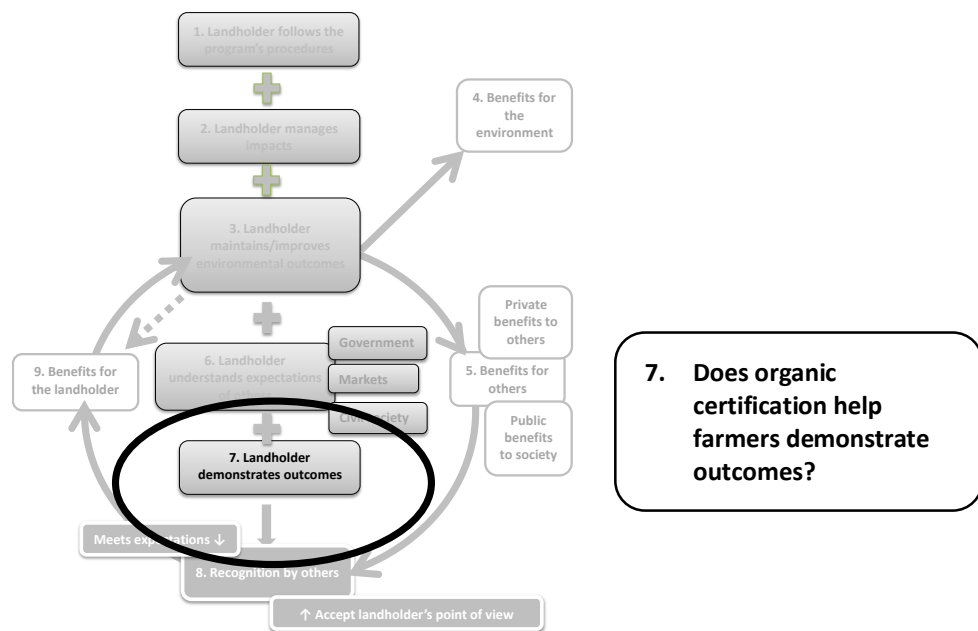 1. Landholder follows the
program's procedures
2. Landholder manages
impacts
3. Landholder
maintains/improves
environmental outcomes
4. Benefits for
the
environment
Private
benefits to
others
5. Benefits for
others
Public
benefits
to society
Government
Markets
Civil society
6. Landholder
understands expectations
of
9. Benefits for
the landholder
7. Landholder
demonstrates outcomes
Meets expectations ↓
8. Recognition by others
↑ Accept landholder's point of view
7. Does organic
certification help
farmers demonstrate
outcomes?